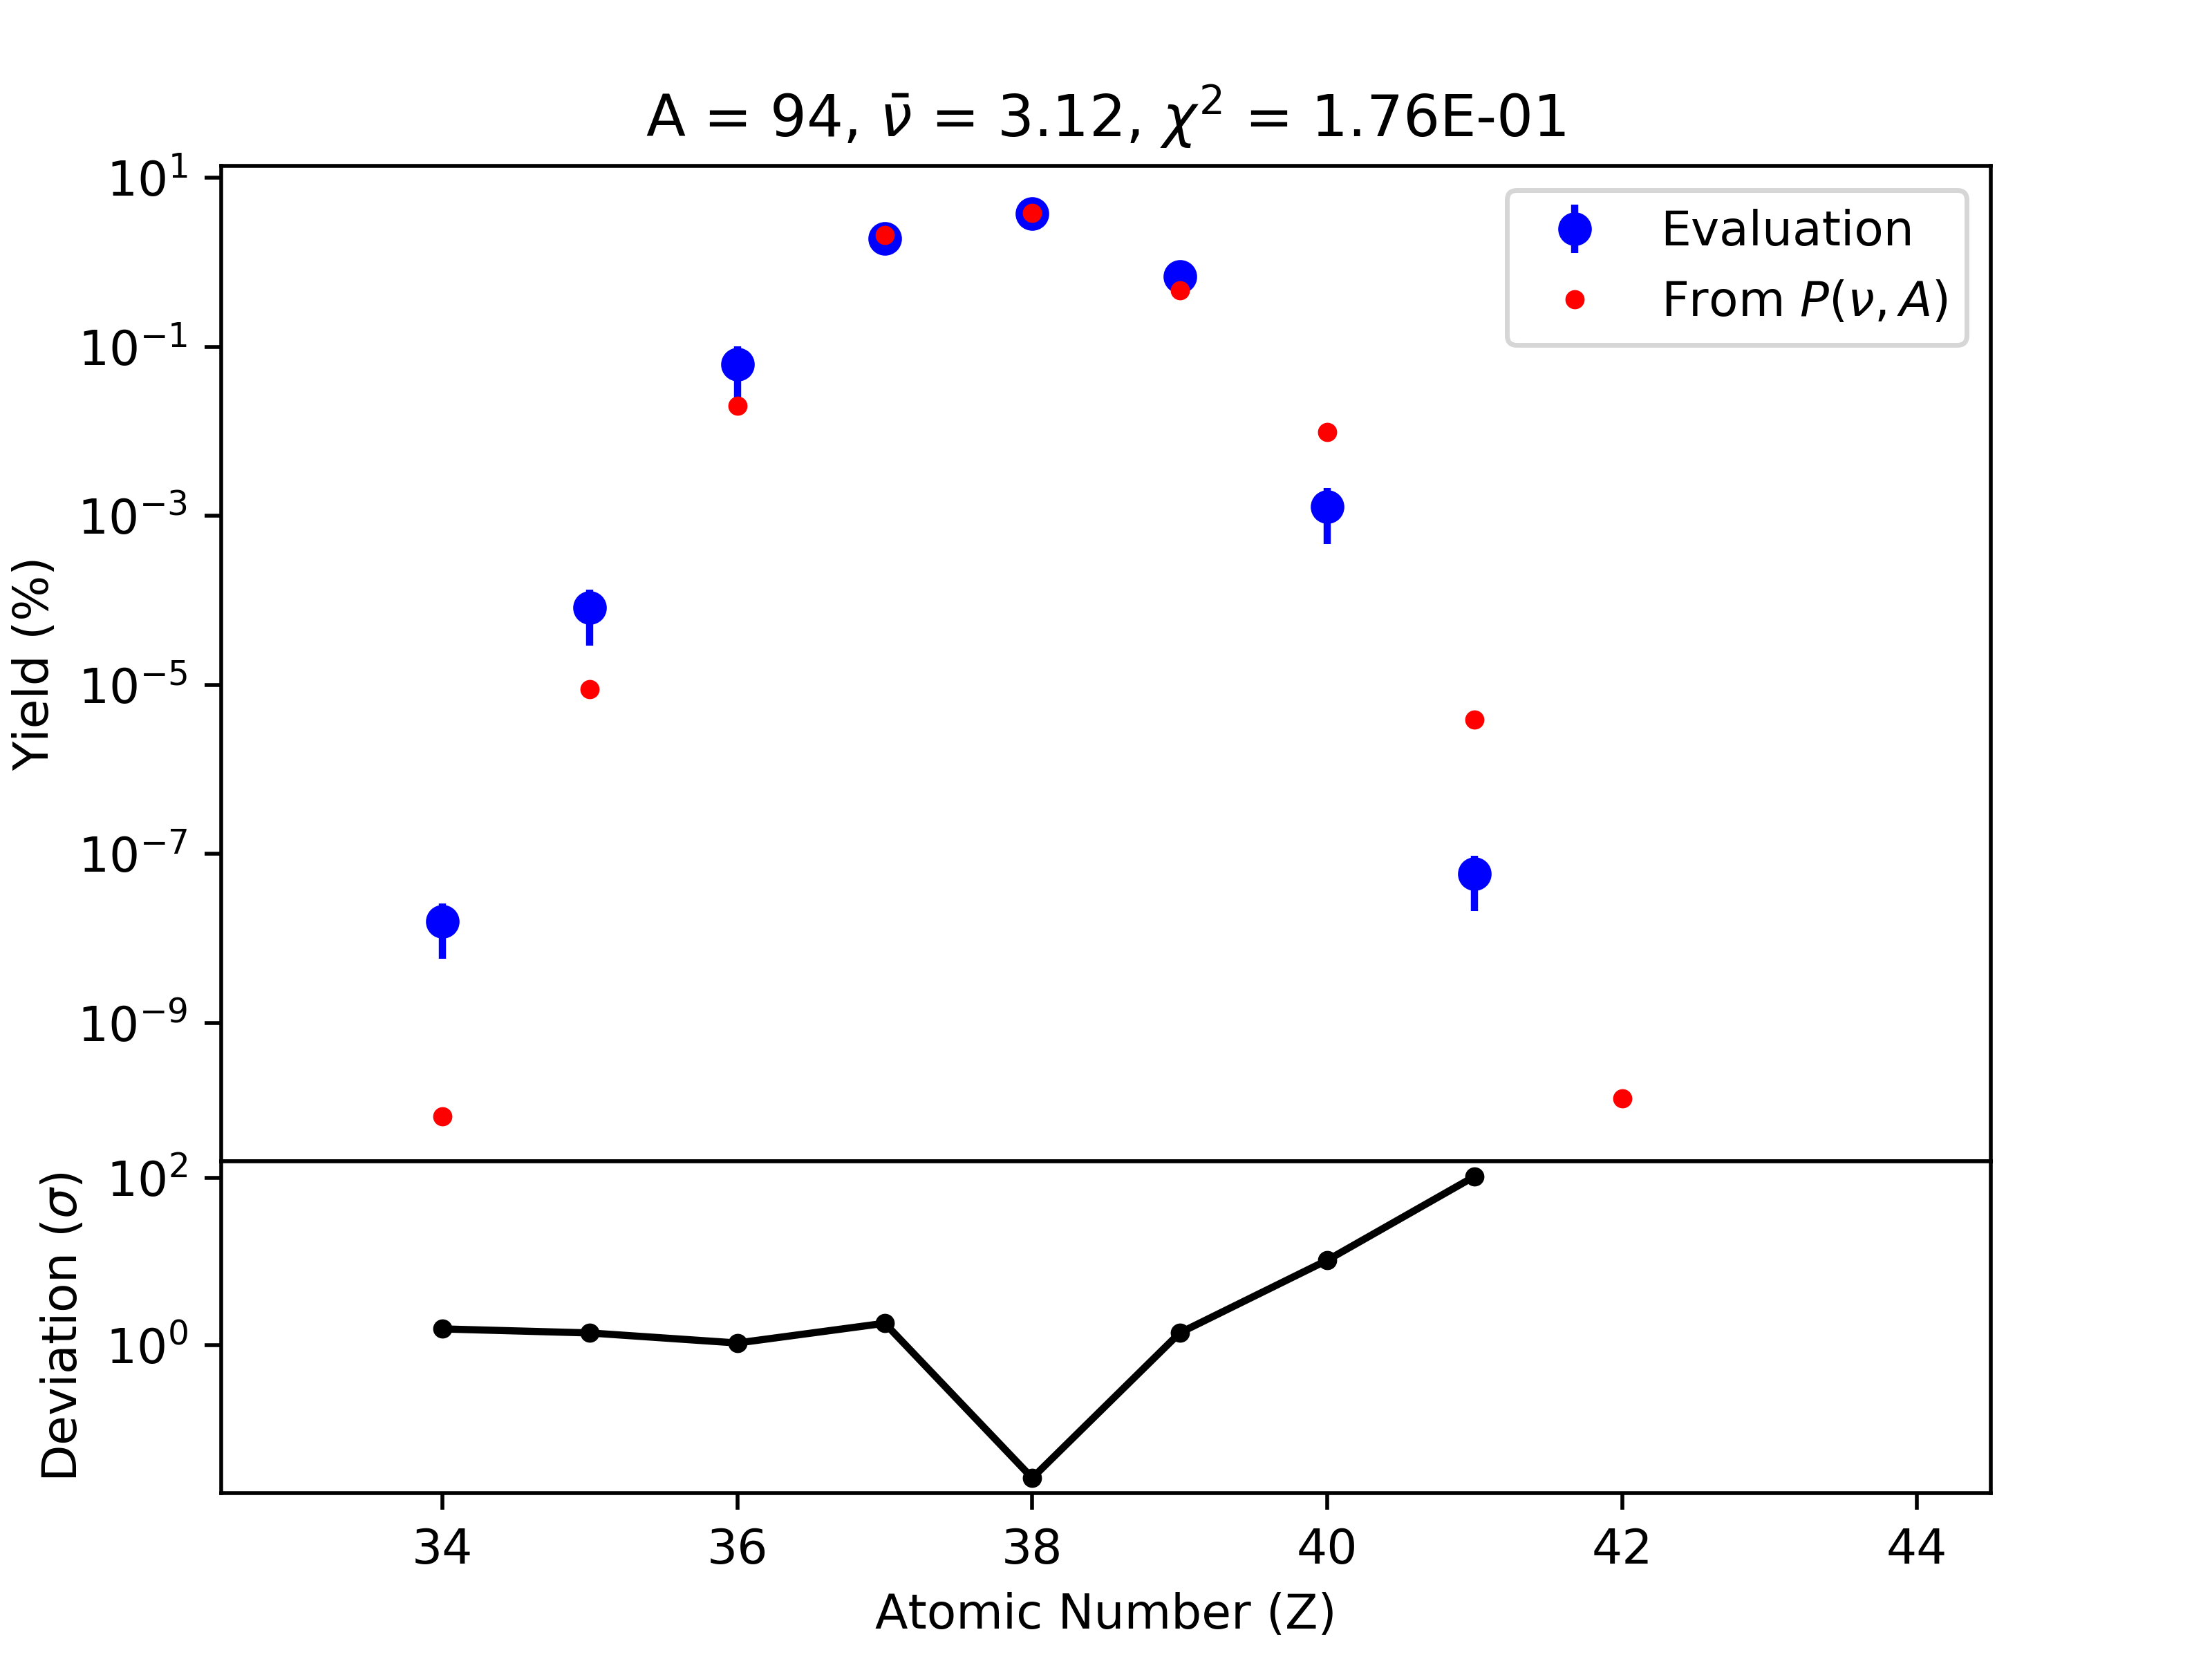 A = 94, ν̄ = 3.12, χ² = 1.76E-01
10¹
10⁻¹
10⁻³
10⁻⁵
10⁻⁷
10⁻⁹
Yield (%)
Evaluation
From P(ν, A)
10²
10⁰
Deviation (σ)
34 36 38 40 42 44
Atomic Number (Z)